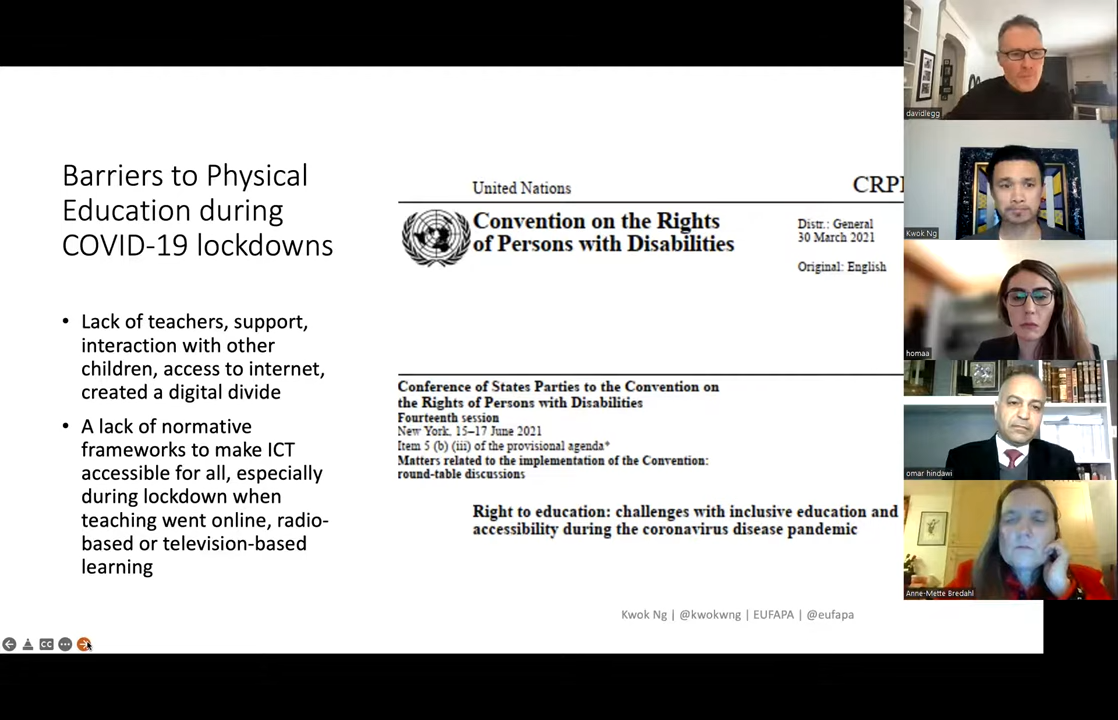 Barriers to Physical
Education during
COVID-19 lockdowns
• Lack of teachers, support,
interaction with other
children, access to internet,
created a digital divide
• A lack of normative
frameworks to make ICT
accessible for all, especially
during lockdown when
teaching went online, radio-
based or television-based
learning
United Nations
CRP
Convention on the Rights
of Persons with Disabilities
Distr.: General
30 March 2021
Original: English
Conference of States Parties to the Convention on
the Rights of Persons with Disabilities
Fourteenth session
New York, 15–17 June 2021
Item 5 (b) (iii) of the provisional agenda*
Matters related to the implementation of the Convention:
round-table discussions
Right to education: challenges with inclusive education and
accessibility during the coronavirus disease pandemic
Kwok Ng | @kwokwng | EUFAPA | @eufapa
CC
davidlegg
Kwok Ng
homaa
omar hindawi
Anne-Mette Bredahl